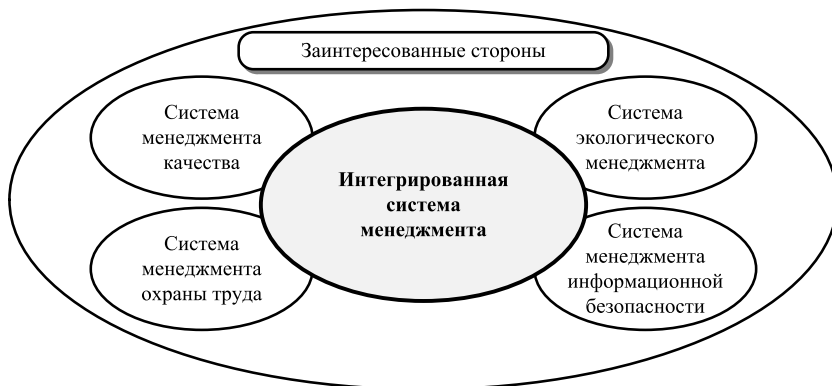 Заинтересованные стороны
Система
менеджмента
качества
Система
экологического
менеджмента
Интегрированная
система
менеджмента
Система
менеджмента
охраны труда
Система
менеджмента
информационной
безопасности